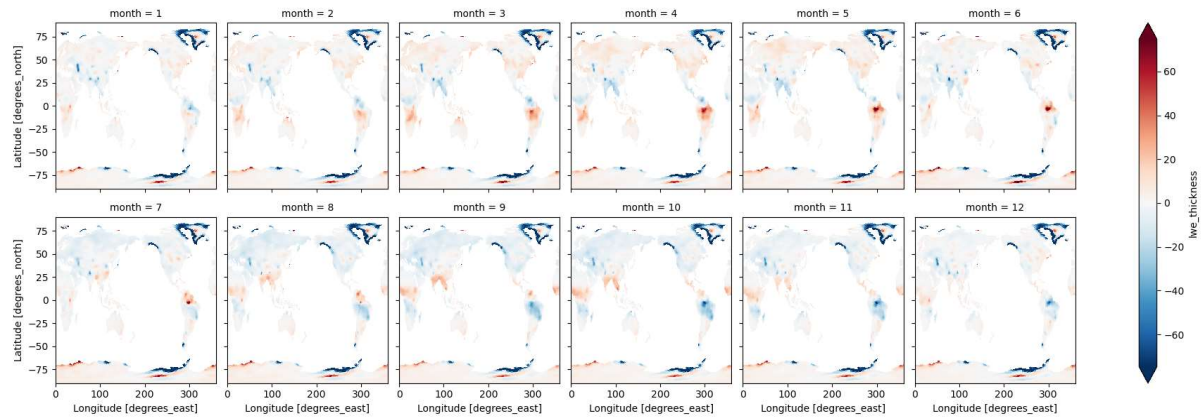 month = 1
month = 2
month = 3
month = 4
month = 5
month = 6
75
50
25
0
−25
−50
−75
Latitude [degrees_north]
month = 7
month = 8
month = 9
month = 10
month = 11
month = 12
75
50
25
0
−25
−50
−75
Latitude [degrees_north]
0 100 200 300
0 100 200 300
0 100 200 300
0 100 200 300
0 100 200 300
0 100 200 300
Longitude [degrees_east]
Longitude [degrees_east]
Longitude [degrees_east]
Longitude [degrees_east]
Longitude [degrees_east]
Longitude [degrees_east]
60
40
20
0
−20
−40
−60
lwe_thickness